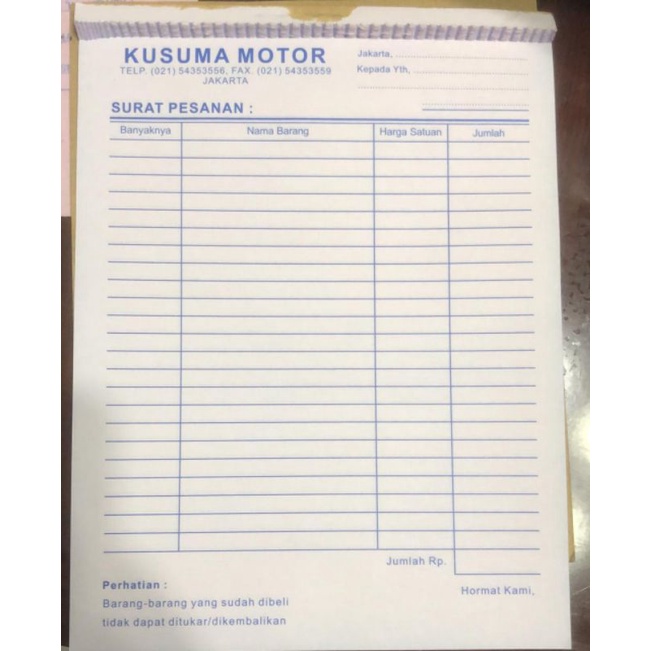 KUSUMA MOTOR
TELP. (021) 54353556, FAX. (021) 54353559
JAKARTA
Jakarta,
Kepada Yth,
SURAT PESANAN :
Banyaknya Nama Barang Harga Satuan Jumlah
Jumlah Rp.
Perhatian :
Barang-barang yang sudah dibeli
tidak dapat ditukar/dikembalikan
Hormat Kami,